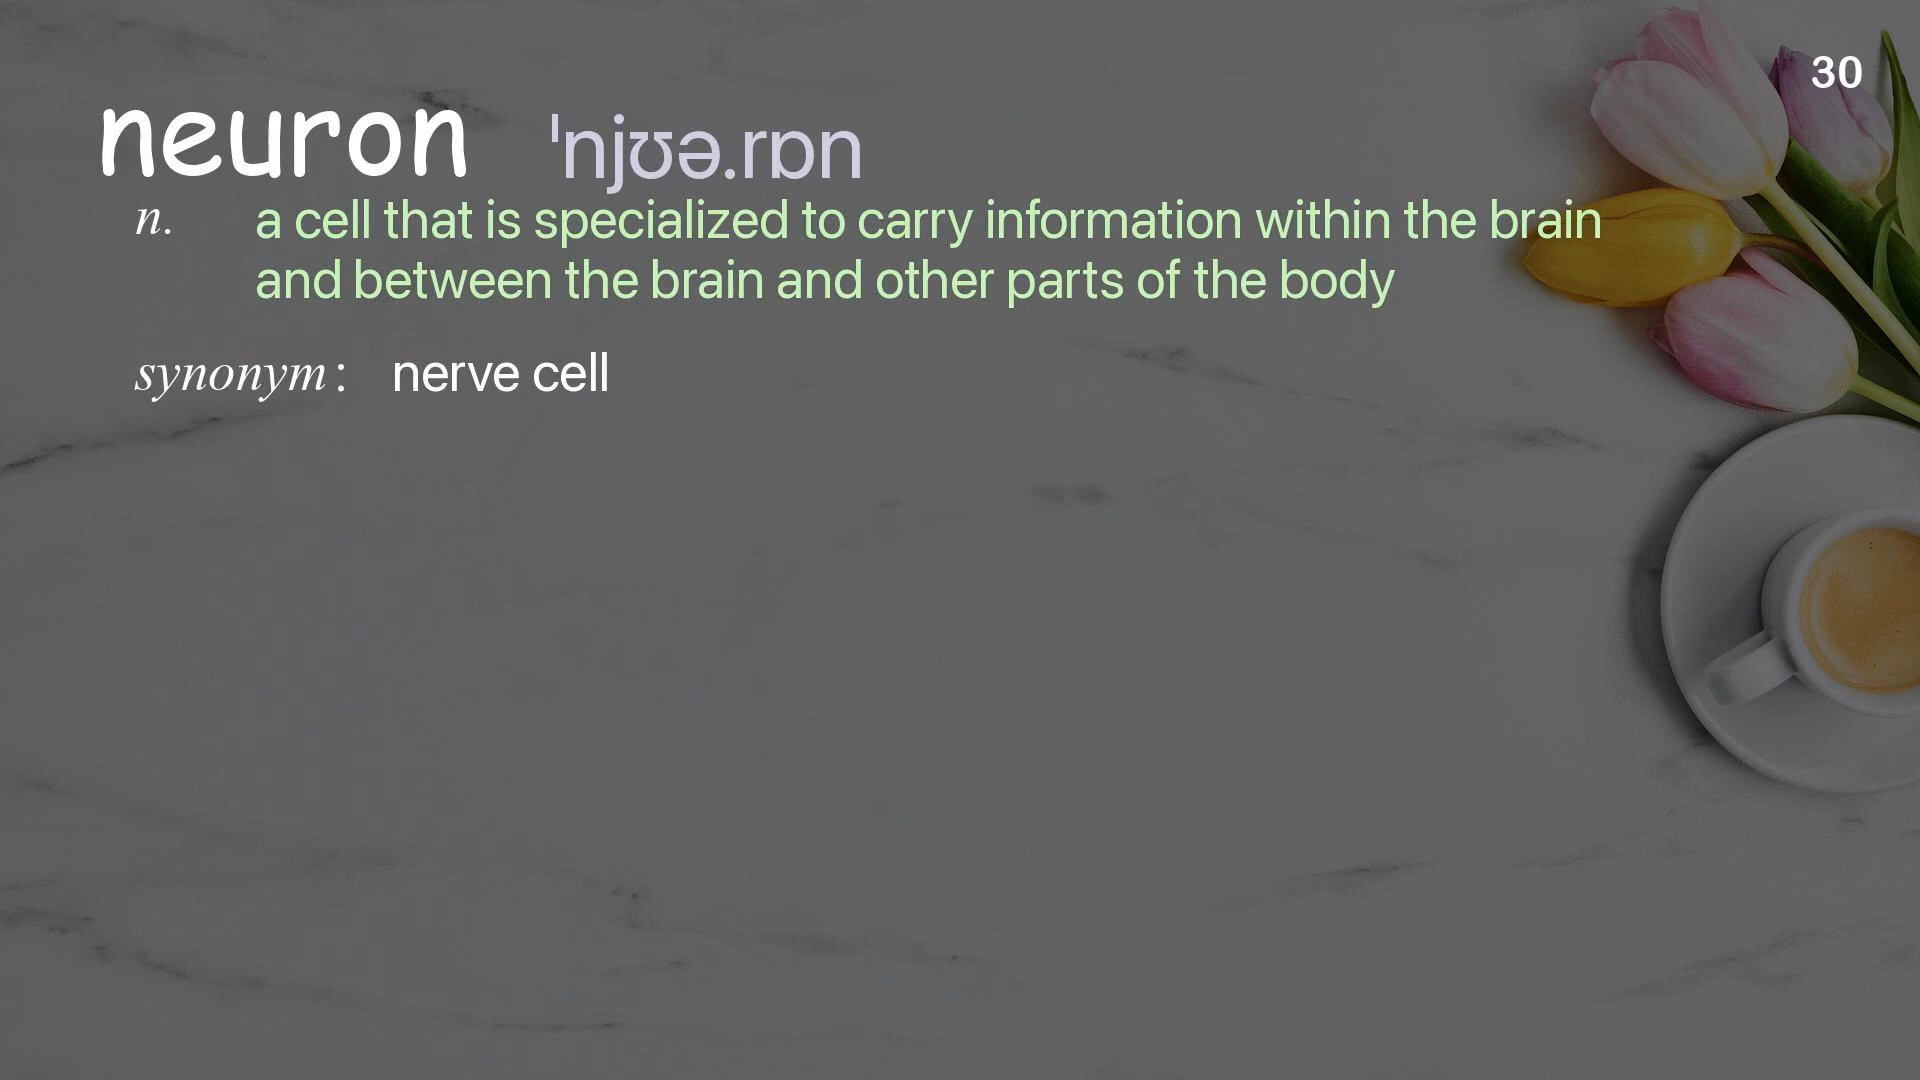 30
neuron ˈnjʊə.rɒn
n. a cell that is specialized to carry information within the brain
and between the brain and other parts of the body
synonym: nerve cell